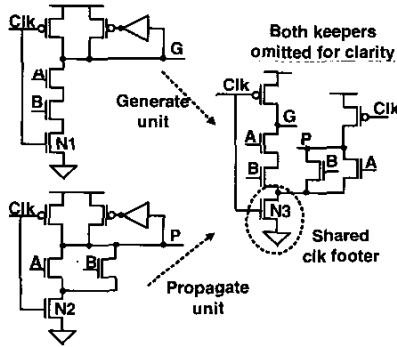 Clk
G
A
B
N1
Generate
unit
Both keepers
omitted for clarity
Clk
G
A
B
N3
P
B
A
Clk
Shared
clk footer
Clk
P
A
B
N2
Propagate
unit